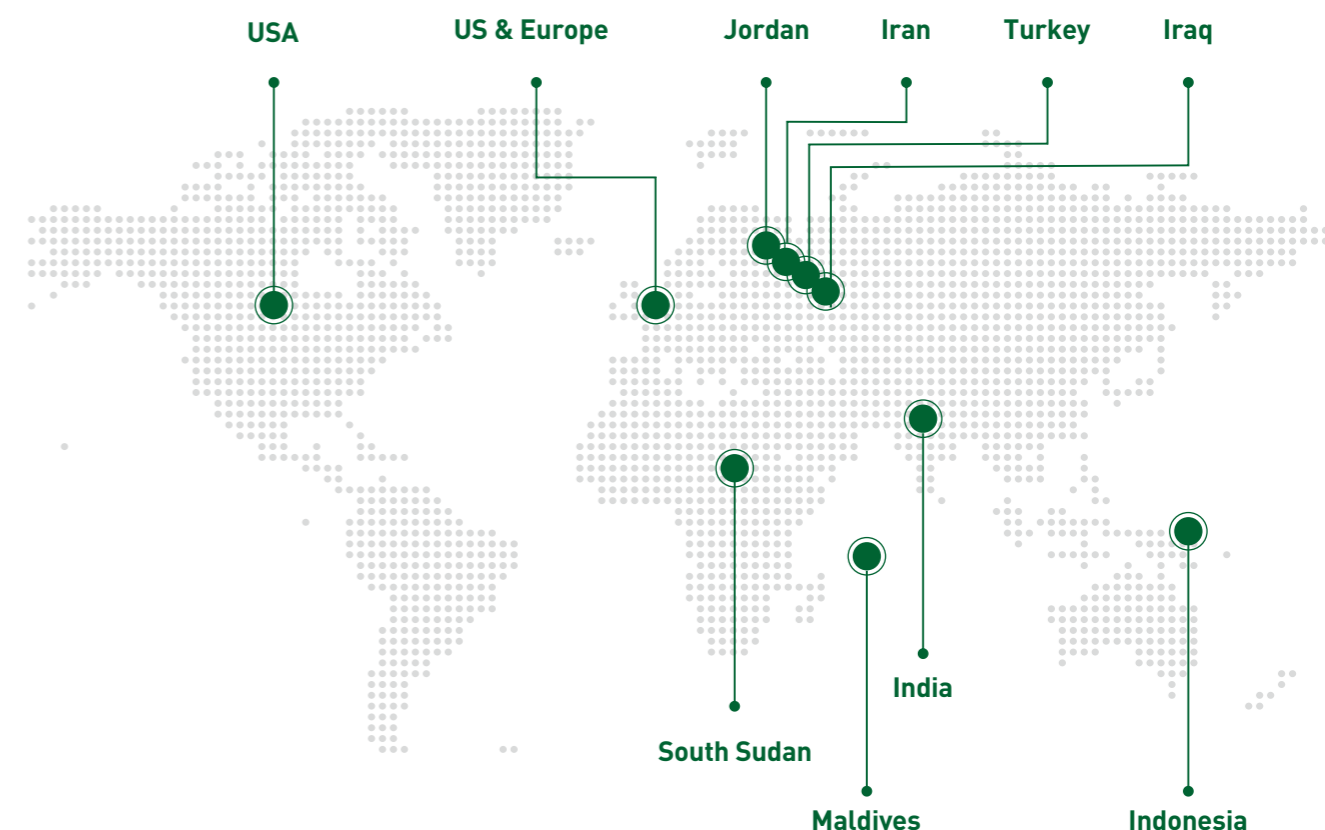 USA
US & Europe
Jordan
Iran
Turkey
Iraq
India
South Sudan
Maldives
Indonesia